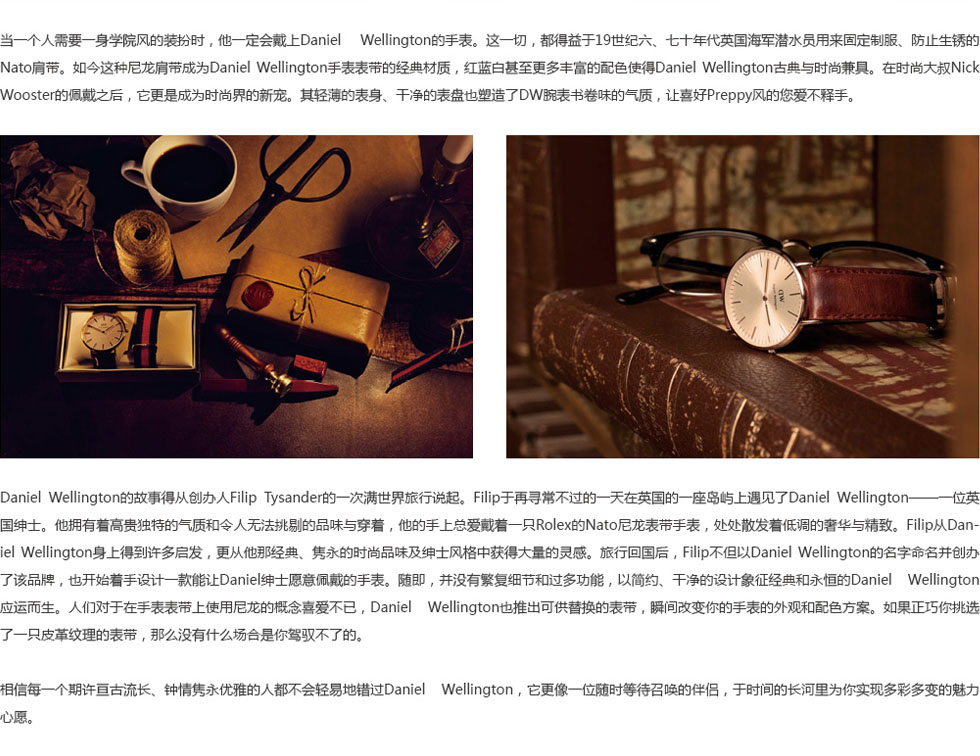 当一个人需要一身学院风的装扮时，他一定会戴上Daniel Wellington的手表。这一切，都得益于19世纪六、七十年代英国海军潜水员用来固定制服、防止生锈的
Nato肩带。如今这种尼龙肩带成为Daniel Wellington手表表带的经典材质，红蓝白甚至更多丰富的配色使得Daniel Wellington古典与时尚兼具。在时尚大叔Nick
Wooster的佩戴之后，它更是成为时尚界的新宠。其轻薄的表身、干净的表盘也塑造了DW腕表书卷味的气质，让喜好Preppy风的您爱不释手。
DW
Daniel Wellington的故事得从创办人Filip Tysander的一次满世界旅行说起。Filip于再寻常不过的一天在英国的一座岛屿上遇见了Daniel Wellington——一位英
国绅士。他拥有着高贵独特的气质和令人无法挑剔的品味与穿着，他的手上总爱戴着一只Rolex的Nato尼龙表带手表，处处散发着低调的奢华与精致。Filip从Dan-
iel Wellington身上得到许多启发，更从他那经典、隽永的时尚品味及绅士风格中获得大量的灵感。旅行回国后，Filip不但以Daniel Wellington的名字命名并创办
了该品牌，也开始着手设计一款能让Daniel绅士愿意佩戴的手表。随即，并没有繁复细节和过多功能，以简约、干净的设计象征经典和永恒的Daniel Wellington
应运而生。人们对于在手表表带上使用尼龙的概念喜爱不已，Daniel Wellington也推出可供替换的表带，瞬间改变你的手表的外观和配色方案。如果正巧你挑选
了一只皮革纹理的表带，那么没有什么场合是你驾驭不了的。
相信每一个期许亘古流长、钟情隽永优雅的人都不会轻易地错过Daniel Wellington，它更像一位随时等待召唤的伴侣，于时间的长河里为你实现多彩多变的魅力
心愿。